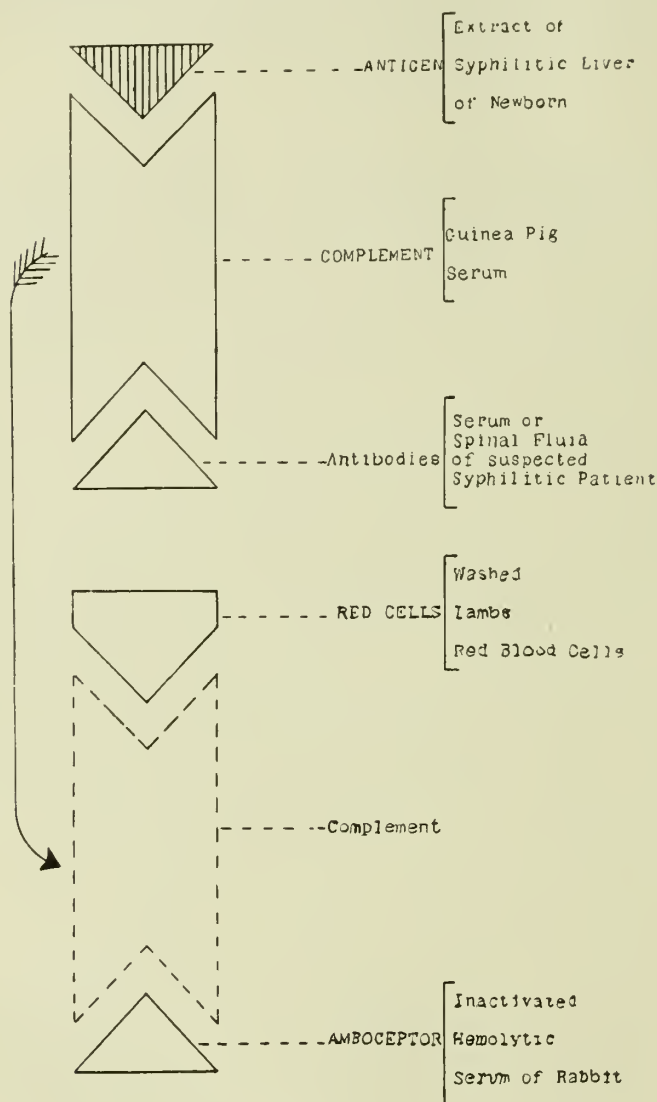 Extract of
ANTIGEN Syphilitic Liver
of Newborn
COMPLEMENT
Guinea Pig
Serum
Antibodies
Serum or
Spinal Fluid
of suspected
Syphilitic Patient
RED CELLS
Washed
Lambs
Red Blood Cells
Complement
AMBOCEPTOR
Inactivated
Hemolytic
Serum of Rabbit